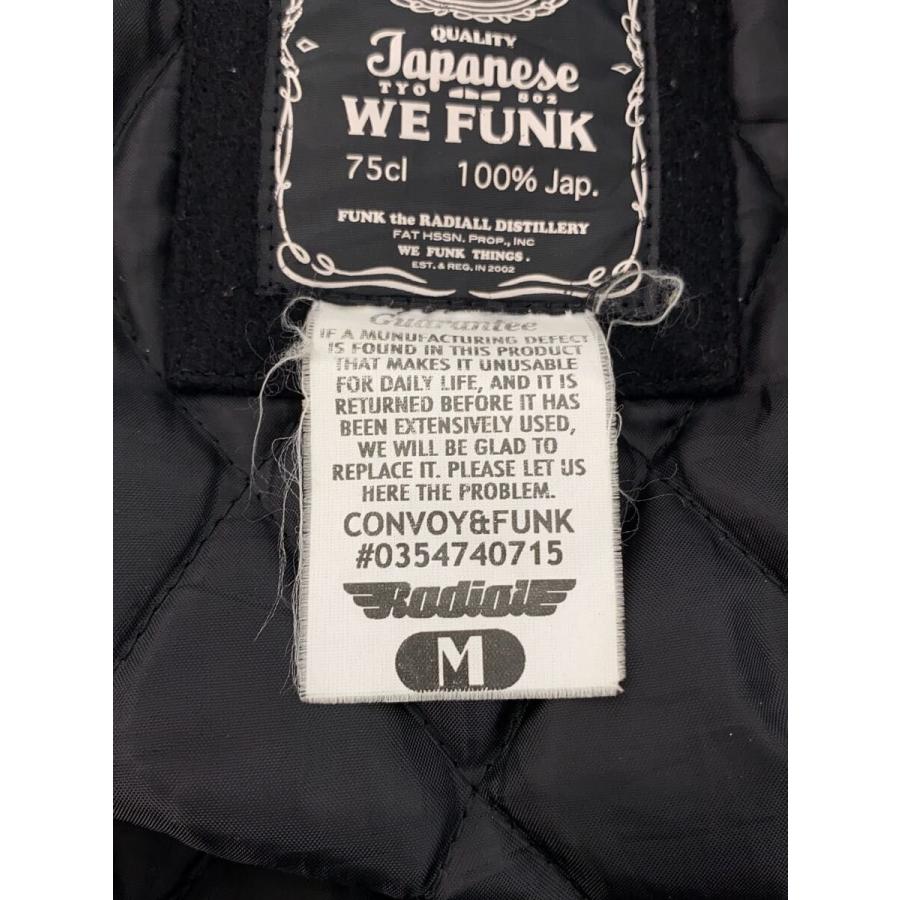 QUALITY
Japanese
TYO 802
WE FUNK
75cl 100% Jap.
FUNK the RADIALL DISTILLERY
FAT HSSN. PROP., INC
WE FUNK THINGS.
EST. & REG. IN 2002
Guarantee
IF A MUNUFACTURING DEFECT
IS FOUND IN THIS PRODUCT
THAT MAKES IT UNUSABLE
FOR DAILY LIFE, AND IT IS
RETURNED BEFORE IT HAS
BEEN EXTENSIVELY USED,
WE WILL BE GLAD TO
REPLACE IT. PLEASE LET US
HERE THE PROBLEM.
CONVOY&FUNK
#0354740715
Radiall
M